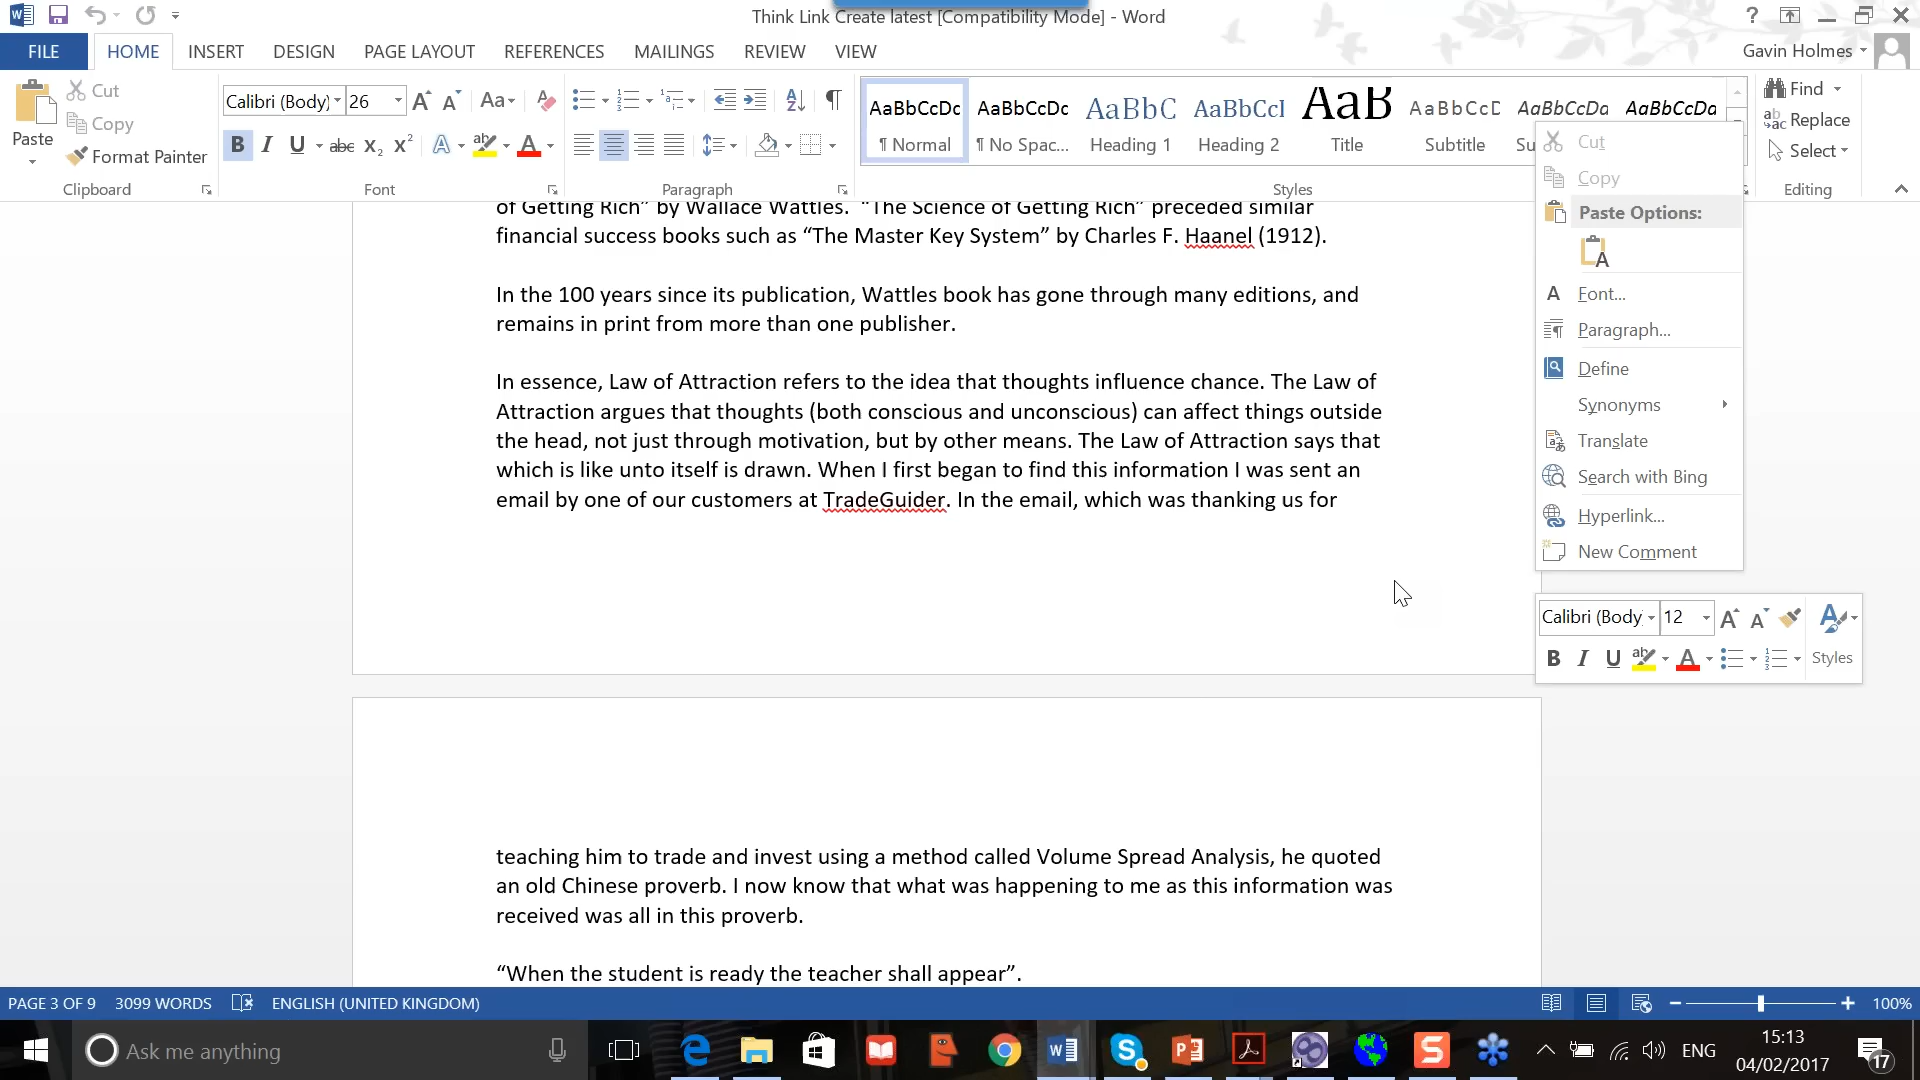 Think Link Create latest [Compatibility Mode] - Word
FILE HOME INSERT DESIGN PAGE LAYOUT REFERENCES MAILINGS REVIEW VIEW
Gavin Holmes
Paste
Cut
Copy
Format Painter
Clipboard
Calibri (Body) 26
Font
Paragraph
AaBbCcDc AaBbCcDc AaBbC AaBbCcI AaB AaBbCcD AaBbCcDa AaBbCcDa
¶ Normal ¶ No Spac... Heading 1 Heading 2 Title Subtitle Su
Styles
Find
Replace
Select
Editing
Cut
Copy
Paste Options:
Font...
Paragraph...
Define
Synonyms
Translate
Search with Bing
Hyperlink...
New Comment
Calibri (Body 12
B I U Styles
of Getting Rich” by Wallace Wattles. “The Science of Getting Rich” preceded similar
financial success books such as “The Master Key System” by Charles F. Haanel (1912).
In the 100 years since its publication, Wattles book has gone through many editions, and
remains in print from more than one publisher.
In essence, Law of Attraction refers to the idea that thoughts influence chance. The Law of
Attraction argues that thoughts (both conscious and unconscious) can affect things outside
the head, not just through motivation, but by other means. The Law of Attraction says that
which is like unto itself is drawn. When I first began to find this information I was sent an
email by one of our customers at TradeGuider. In the email, which was thanking us for
teaching him to trade and invest using a method called Volume Spread Analysis, he quoted
an old Chinese proverb. I now know that what was happening to me as this information was
received was all in this proverb.
“When the student is ready the teacher shall appear”.
PAGE 3 OF 9 3099 WORDS ENGLISH (UNITED KINGDOM) 100%
Ask me anything
ENG
15:13
04/02/2017
17